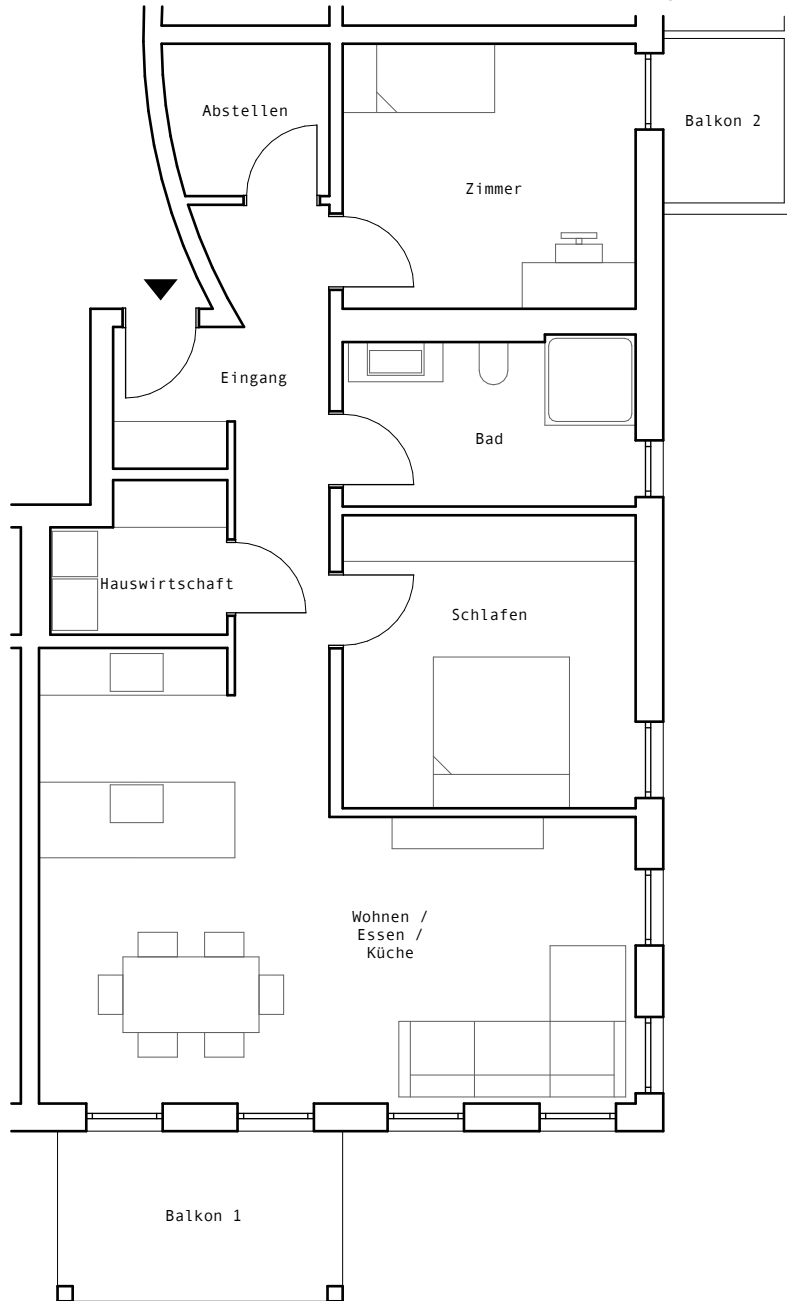 Abstellen
Balkon 2
Zimmer
Eingang
Bad
Hauswirtschaft
Schlafen
Wohnen /
Essen /
Küche
Balkon 1